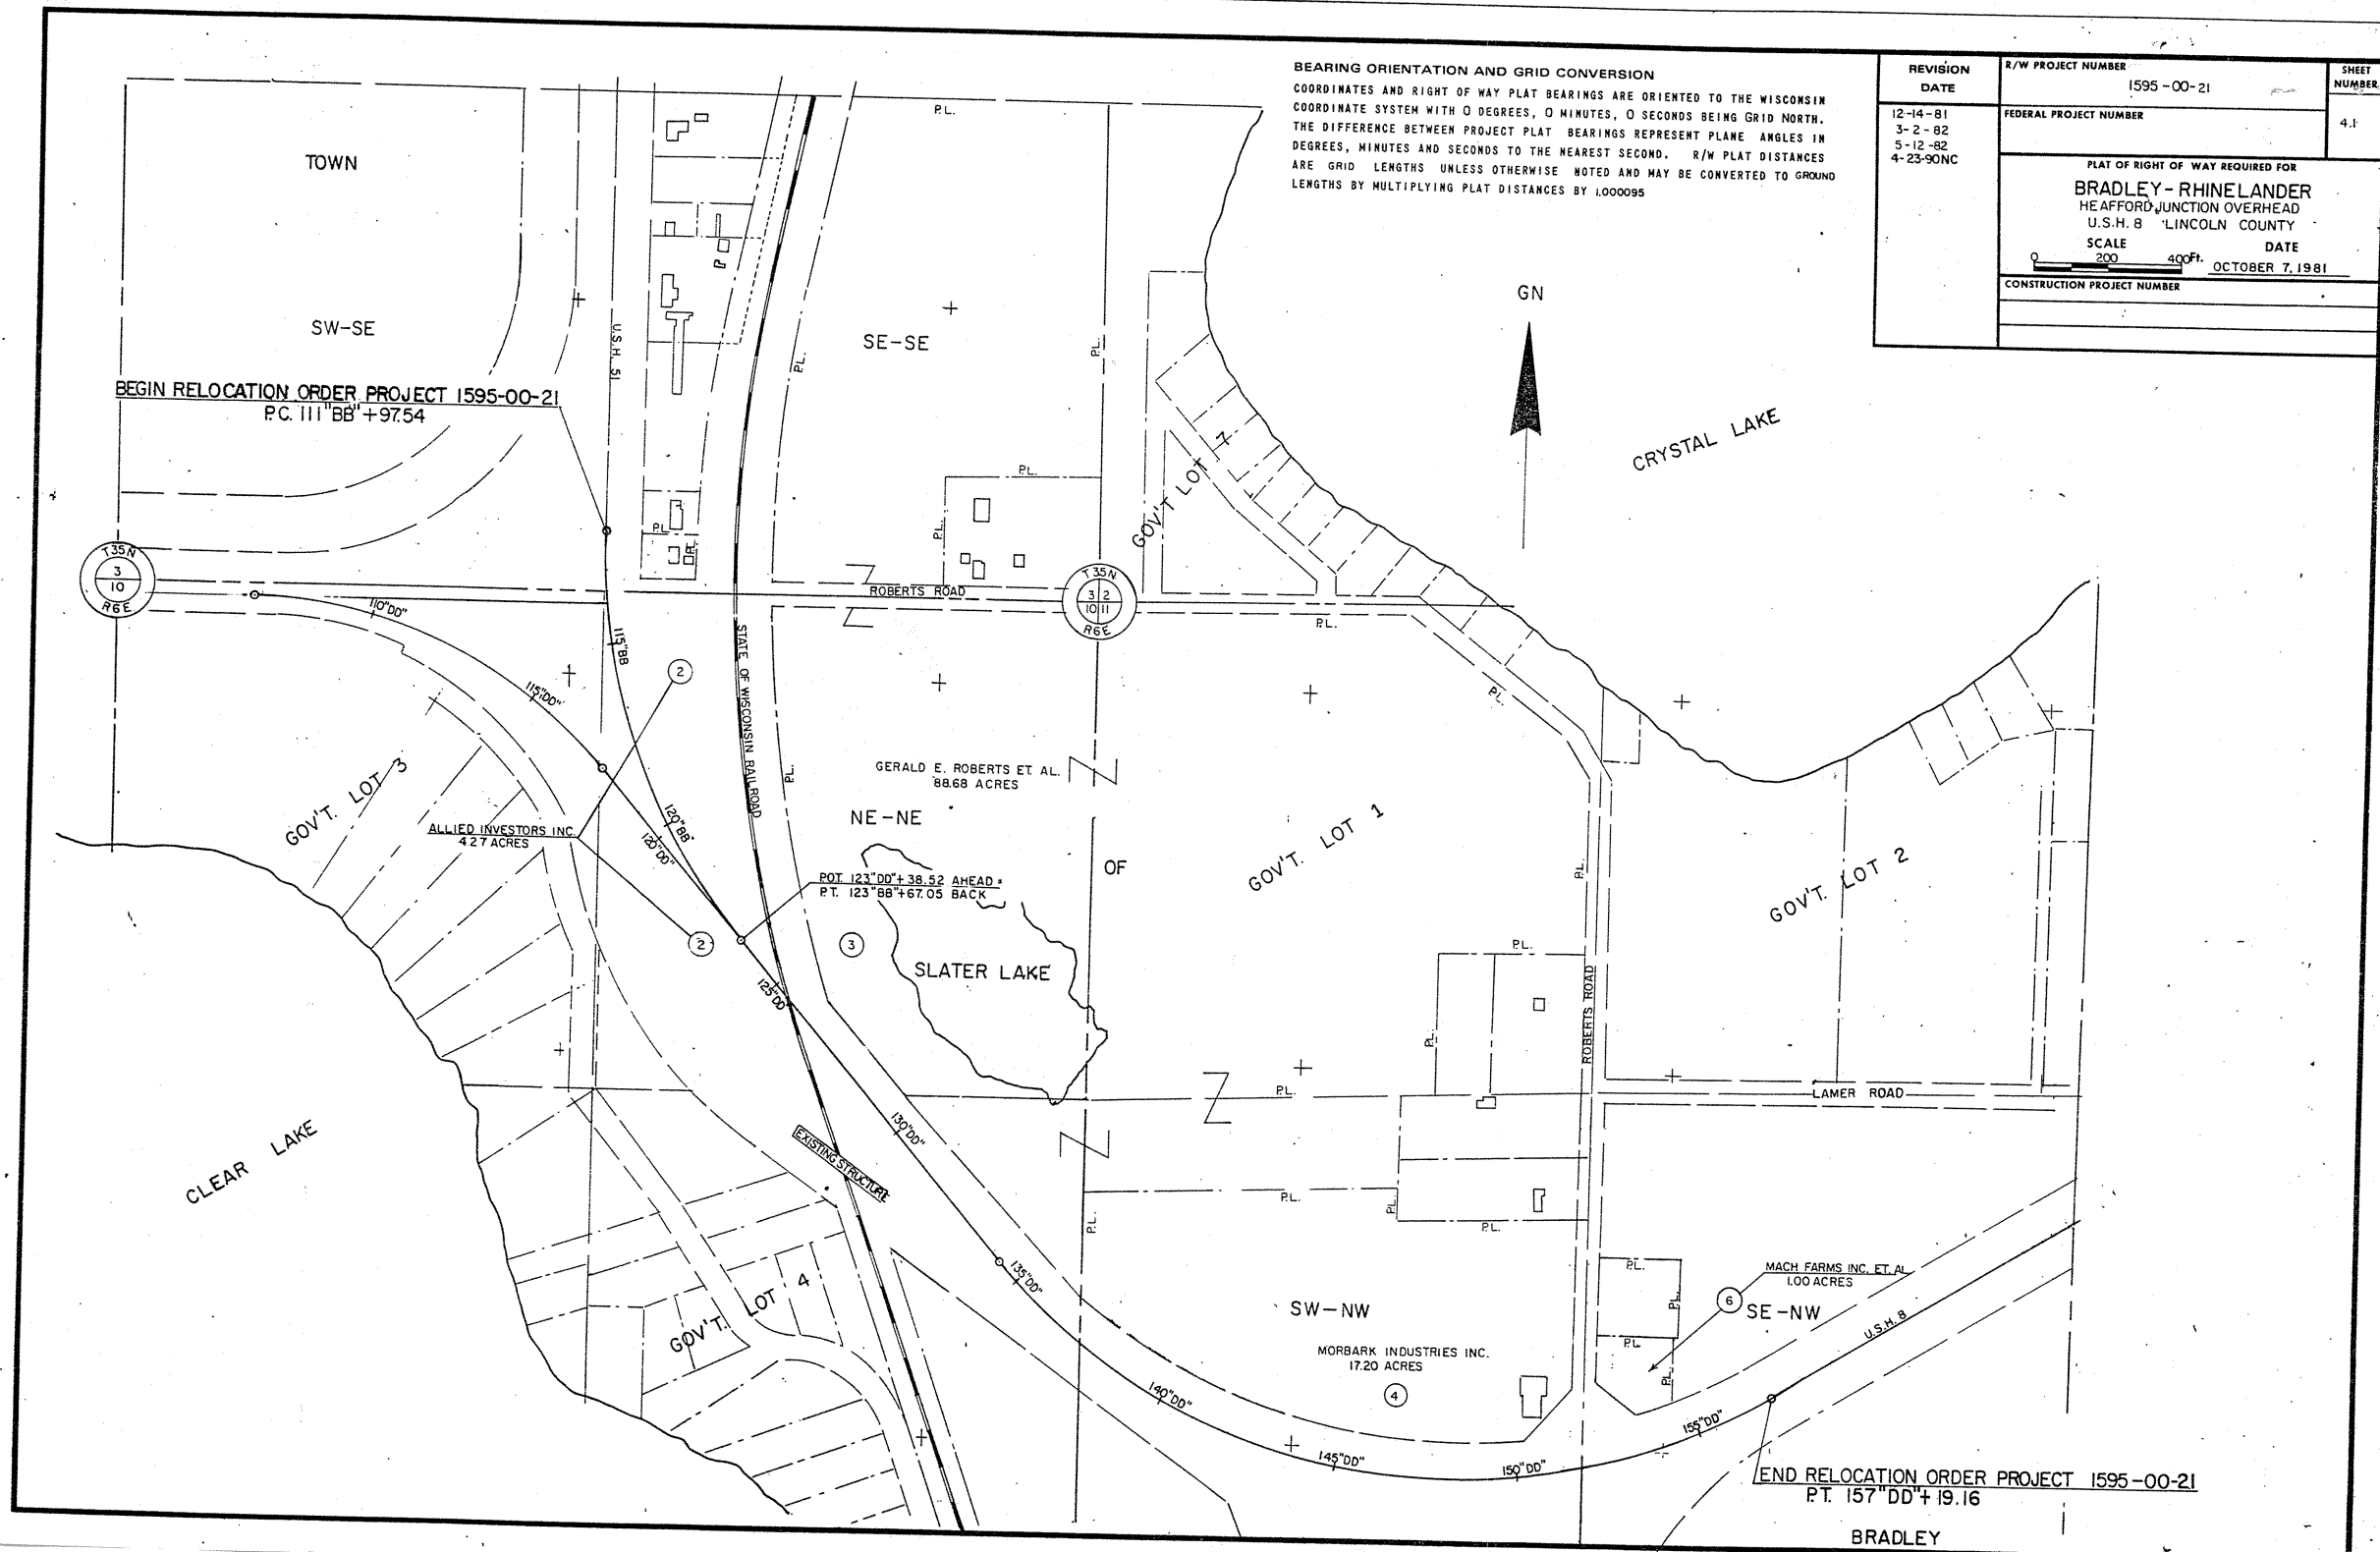 BEARING ORIENTATION AND GRID CONVERSION
COORDINATES AND RIGHT OF WAY PLAT BEARINGS ARE ORIENTED TO THE WISCONSIN
COORDINATE SYSTEM WITH 0 DEGREES, 0 MINUTES, 0 SECONDS BEING GRID NORTH.
THE DIFFERENCE BETWEEN PROJECT PLAT BEARINGS REPRESENT PLANE ANGLES IN
DEGREES, MINUTES AND SECONDS TO THE NEAREST SECOND. R/W PLAT DISTANCES
ARE GRID LENGTHS UNLESS OTHERWISE NOTED AND MAY BE CONVERTED TO GROUND
LENGTHS BY MULTIPLYING PLAT DISTANCES BY 1.000095
REVISION
DATE
12-14-81
3-2-82
5-12-82
4-23-90NC
R/W PROJECT NUMBER
1595-00-21
SHEET
NUMBER
4.1
FEDERAL PROJECT NUMBER
PLAT OF RIGHT OF WAY REQUIRED FOR
BRADLEY-RHINELANDER
HEAFFORD JUNCTION OVERHEAD
U.S.H. 8 LINCOLN COUNTY
SCALE
DATE
0 200 400Ft.
OCTOBER 7, 1981
CONSTRUCTION PROJECT NUMBER
TOWN
P.L.
SW-SE
U.S.H. 51
SE-SE
P.L.
P.L.
GN
BEGIN RELOCATION ORDER PROJECT 1595-00-21
P.C. 111"BB"+97.54
CRYSTAL LAKE
GOV'T LOT 7
P.L.
P.L.
P.L.
P.L.
T35N
3
10
R6E
T35N
3 2
10 11
R6E
ROBERTS ROAD
P.L.
110"DD"
115"BB
115"DD"
2
STATE OF WISCONSIN RAILROAD
P.L.
P.L.
GOV'T. LOT 3
GERALD E. ROBERTS ET. AL.
88.68 ACRES
NE-NE
ALLIED INVESTORS INC.
4.27 ACRES
120"BB"
120"DD"
OF
GOV'T. LOT 1
P.L.
GOV'T. LOT 2
POT. 123"DD"+38.52 AHEAD =
P.T. 123"BB"+67.05 BACK
2
3
SLATER LAKE
125"DD"
P.L.
P.L.
ROBERTS ROAD
P.L.
LAMER ROAD
CLEAR LAKE
130"DD"
EXISTING STRUCTURE
P.L.
P.L.
P.L.
P.L.
135"DD"
GOV'T. LOT 4
SW-NW
MORBARK INDUSTRIES INC.
17.20 ACRES
4
P.L.
P.L.
P.L.
P.L.
MACH FARMS INC. ET. AL.
1.00 ACRES
6
SE-NW
U.S.H. 8
140"DD"
145"DD"
150"DD"
155"DD"
END RELOCATION ORDER PROJECT 1595-00-21
P.T. 157"DD"+19.16
BRADLEY